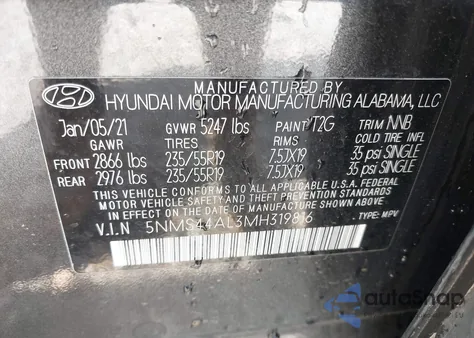 MANUFACTURED BY
HYUNDAI MOTOR MANUFACTURING ALABAMA, LLC
Jan/05/21 GVWR 5247 lbs PAINT T2G TRIM NNB
GAWR TIRES RIMS COLD TIRE INFL
FRONT 2866 lbs 235/55R19 7.5JX19 35 psi SINGLE
REAR 2976 lbs 235/55R19 7.5JX19 35 psi SINGLE
THIS VEHICLE CONFORMS TO ALL APPLICABLE U.S.A. FEDERAL
MOTOR VEHICLE SAFETY AND THEFT PREVENTION STANDARDS
IN EFFECT ON THE DATE OF MANUFACTURE SHOWN ABOVE.
V.I.N 5NMS44AL3MH319816 TYPE: MPV
autoSnap